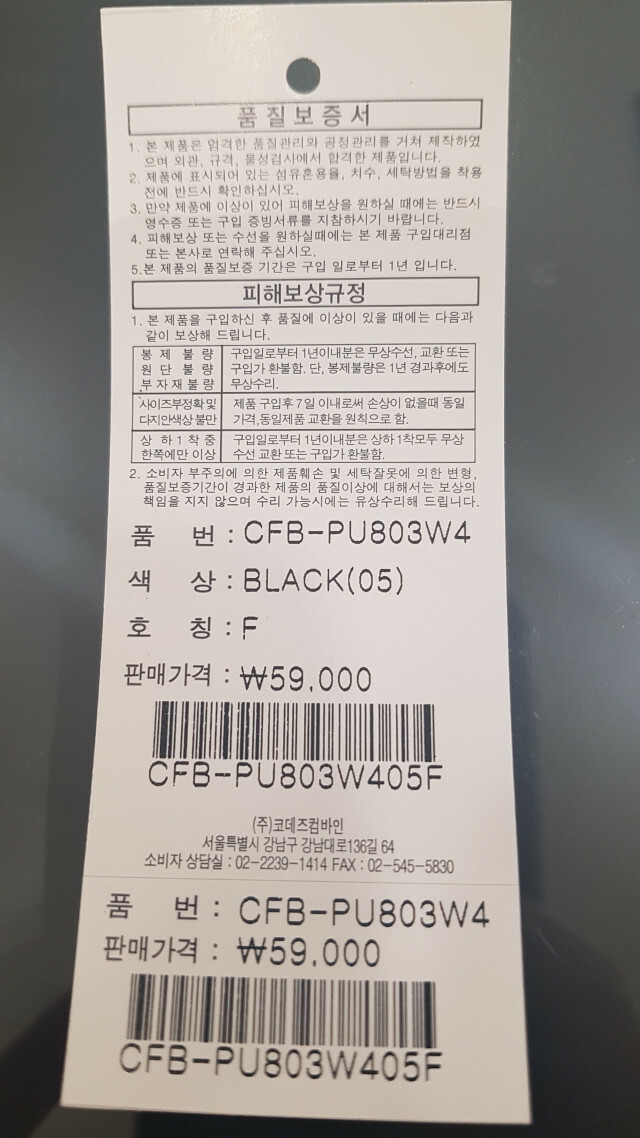 품질보증서
1. 본 제품은 엄격한 품질관리와 공정관리를 거쳐 제작하였
으며 외관, 규격, 물성검사에서 합격한 제품입니다.
2. 제품에 표시되어 있는 섬유혼용율, 치수, 세탁방법을 착용
전에 반드시 확인하십시오.
3. 만약 제품에 이상이 있어 피해보상을 원하실 때에는 반드시
영수증 또는 구입 증빙서류를 지참하시기 바랍니다.
4. 피해보상 또는 수선을 원하실때에는 본 제품 구입대리점
또는 본사로 연락해 주십시오.
5.본 제품의 품질보증 기간은 구입 일로부터 1년 입니다.
피해보상규정
1. 본 제품을 구입하신 후 품질에 이상이 있을 때에는 다음과
같이 보상해 드립니다.
봉 제 불 량 구입일로부터 1년이내분은 무상수선, 교환 또는
원 단 불 량 구입가 환불함. 단, 봉제불량은 1년 경과후에도
부자재불량 무상수리.
사이즈부정확및 제품 구입후 7일 이내로써 손상이 없을때 동일
디자인색상 불만 가격,동일제품 교환을 원칙으로 함.
상 하 1 착 중 구입일로부터 1년이내분은 상하 1착모두 무상
한쪽에만 이상 수선 교환 또는 구입가 환불함.
2. 소비자 부주의에 의한 제품훼손 및 세탁잘못에 의한 변형,
품질보증기간이 경과한 제품의 품질이상에 대해서는 보상의
책임을 지지 않으며 수리 가능시에는 유상수리해 드립니다.
품 번 : CFB-PU803W4
색 상 : BLACK(05)
호 칭 : F
판매가격 : ₩59,000
CFB-PU803W405F
(주)코데즈컴바인
서울특별시 강남구 강남대로136길 64
소비자 상담실 : 02-2239-1414 FAX : 02-545-5830
품 번 : CFB-PU803W4
판매가격 : ₩59,000
CFB-PU803W405F